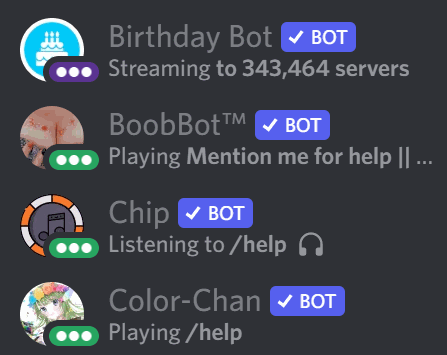 Birthday Bot ✓ BOT
Streaming to 343,464 servers
BoobBot™ ✓ BOT
Playing Mention me for help || ...
Chip ✓ BOT
Listening to /help
Color-Chan ✓ BOT
Playing /help